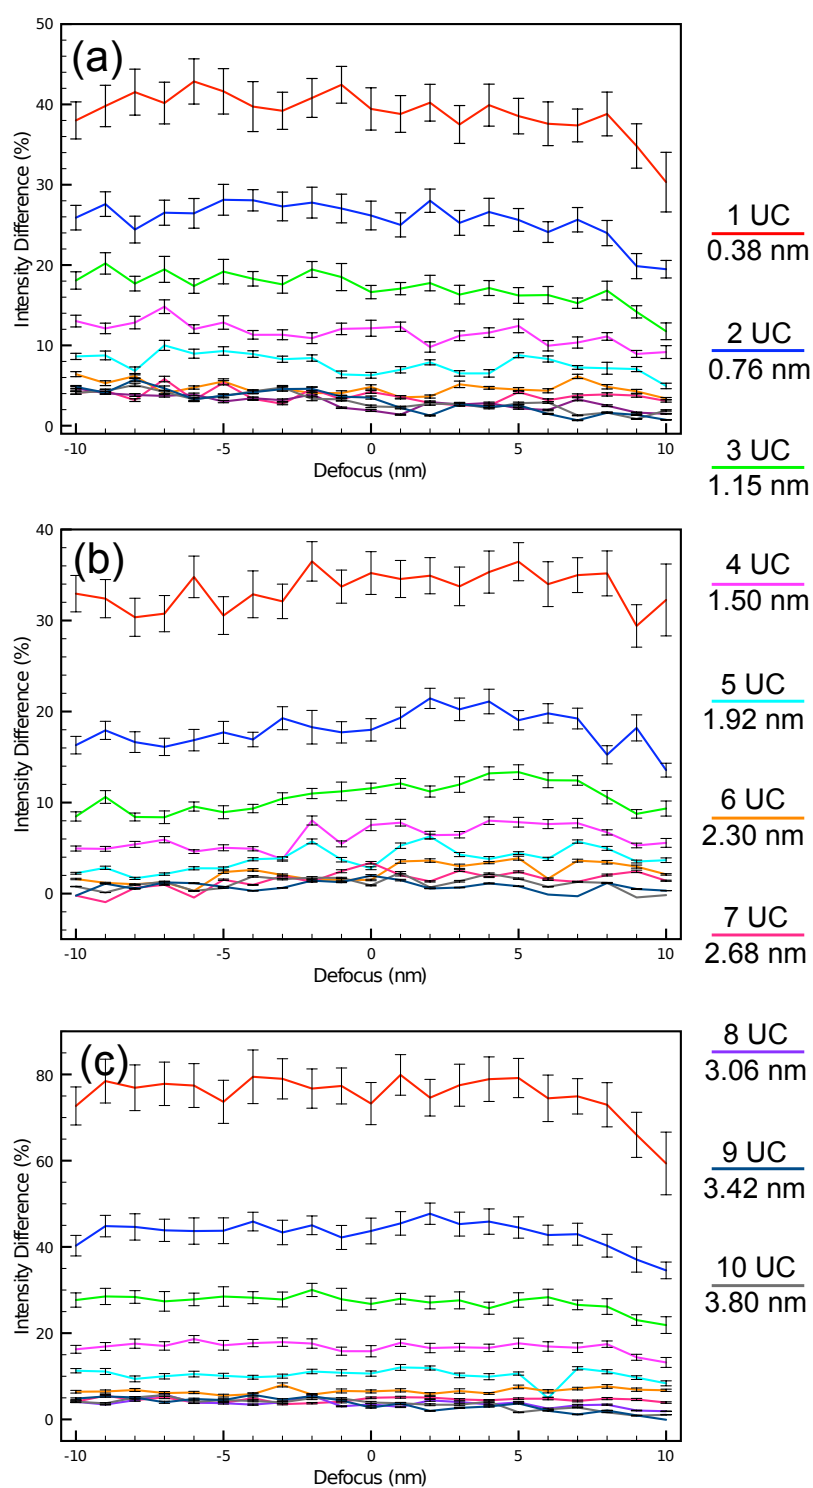 (a)
50
40
30
20
10
0
Intensity Difference (%)
-10 -5 0 5 10
Defocus (nm)
(b)
40
30
20
10
0
Intensity Difference (%)
-10 -5 0 5 10
Defocus (nm)
(c)
80
60
40
20
0
Intensity Difference (%)
-10 -5 0 5 10
Defocus (nm)
1 UC
0.38 nm
2 UC
0.76 nm
3 UC
1.15 nm
4 UC
1.50 nm
5 UC
1.92 nm
6 UC
2.30 nm
7 UC
2.68 nm
8 UC
3.06 nm
9 UC
3.42 nm
10 UC
3.80 nm